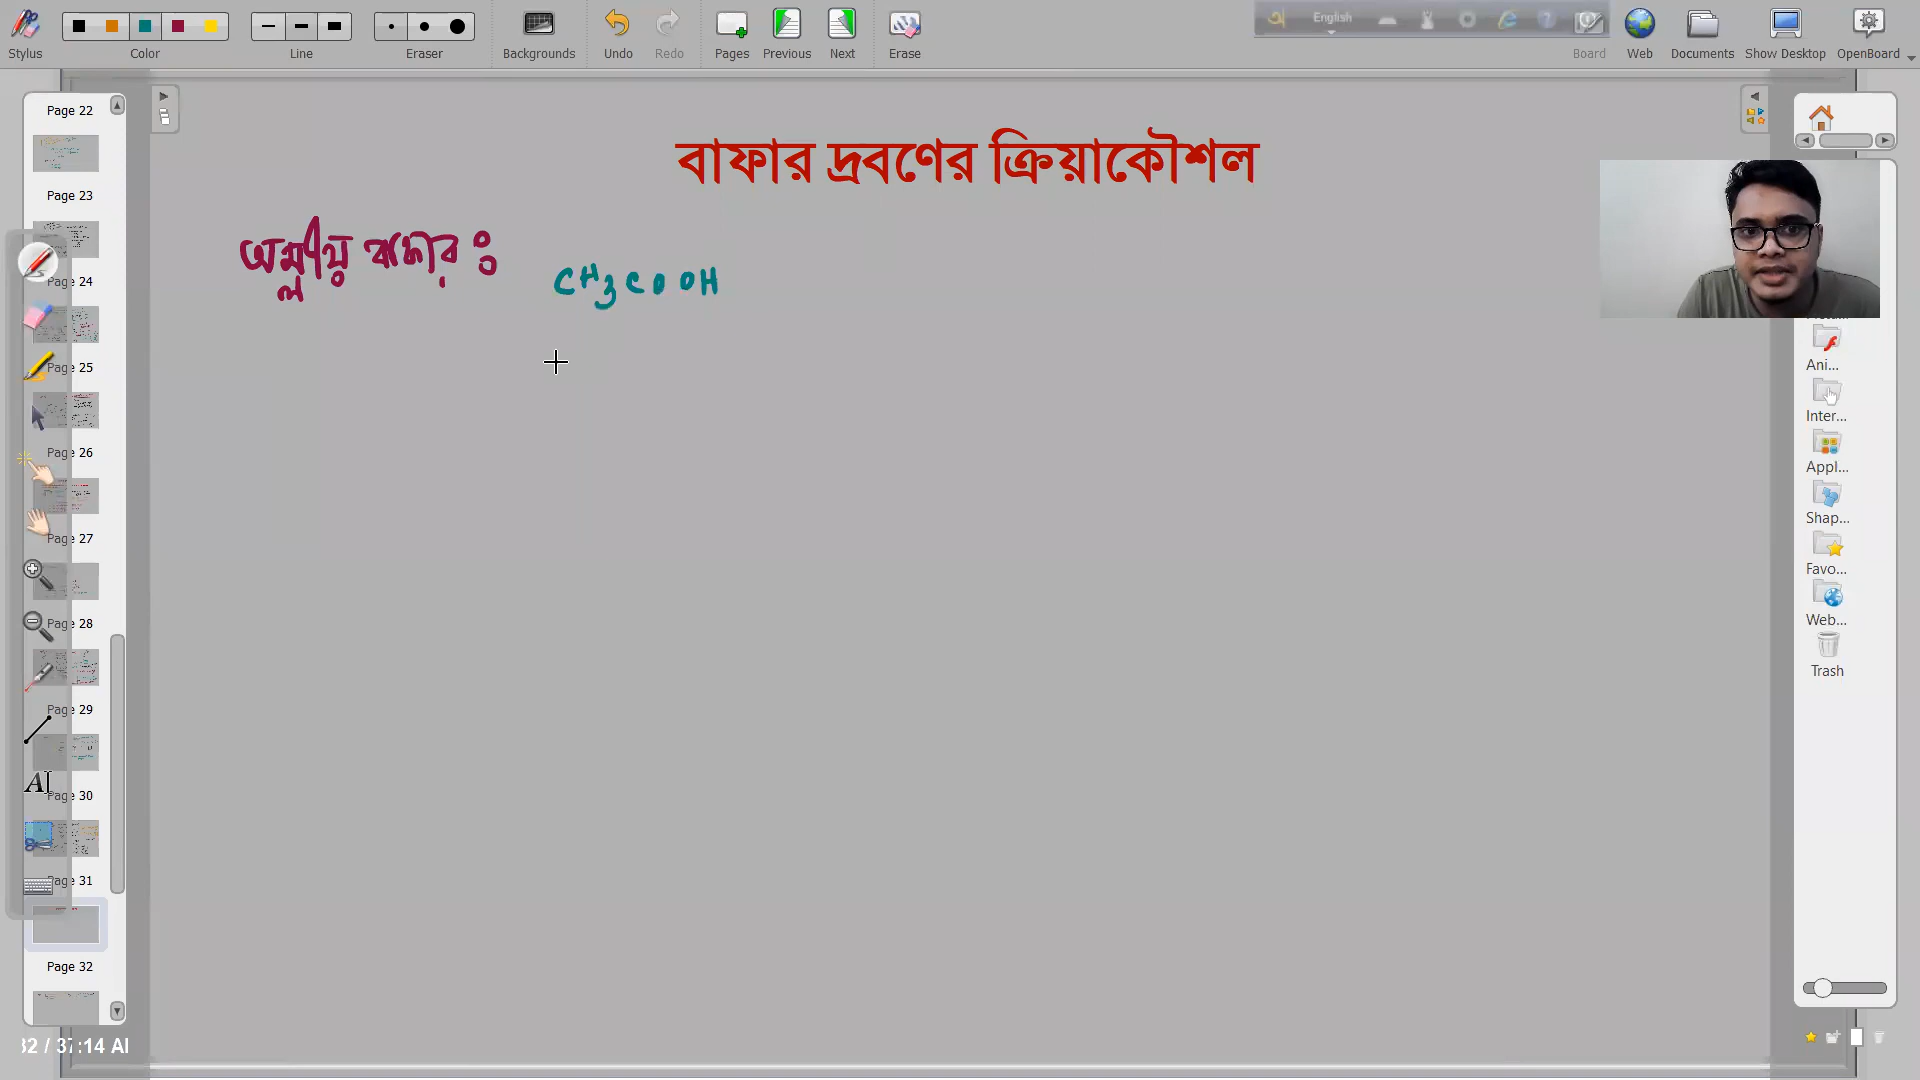 Stylus Color Line Eraser Backgrounds Undo Redo Pages Previous Next Erase English Board Web Documents Show Desktop OpenBoard
বাফার দ্রবণের ক্রিয়াকৌশল
অম্লীয় বাফার ঃ
CH3COOH
Page 22
Page 23
Page 24
Page 25
Page 26
Page 27
Page 28
Page 29
Page 30
Page 31
Page 32
Ani...
Inter...
Appl...
Shap...
Favo...
Web...
Trash